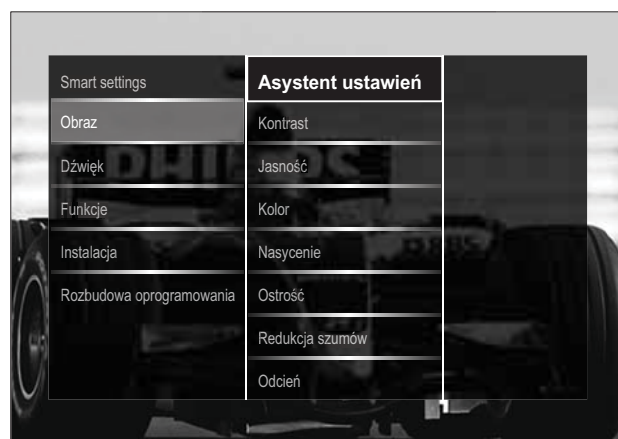 Smart settings
Obraz
Dźwięk
Funkcje
Instalacja
Rozbudowa oprogramowania
Asystent ustawień
Kontrast
Jasność
Kolor
Nasycenie
Ostrość
Redukcja szumów
Odcień